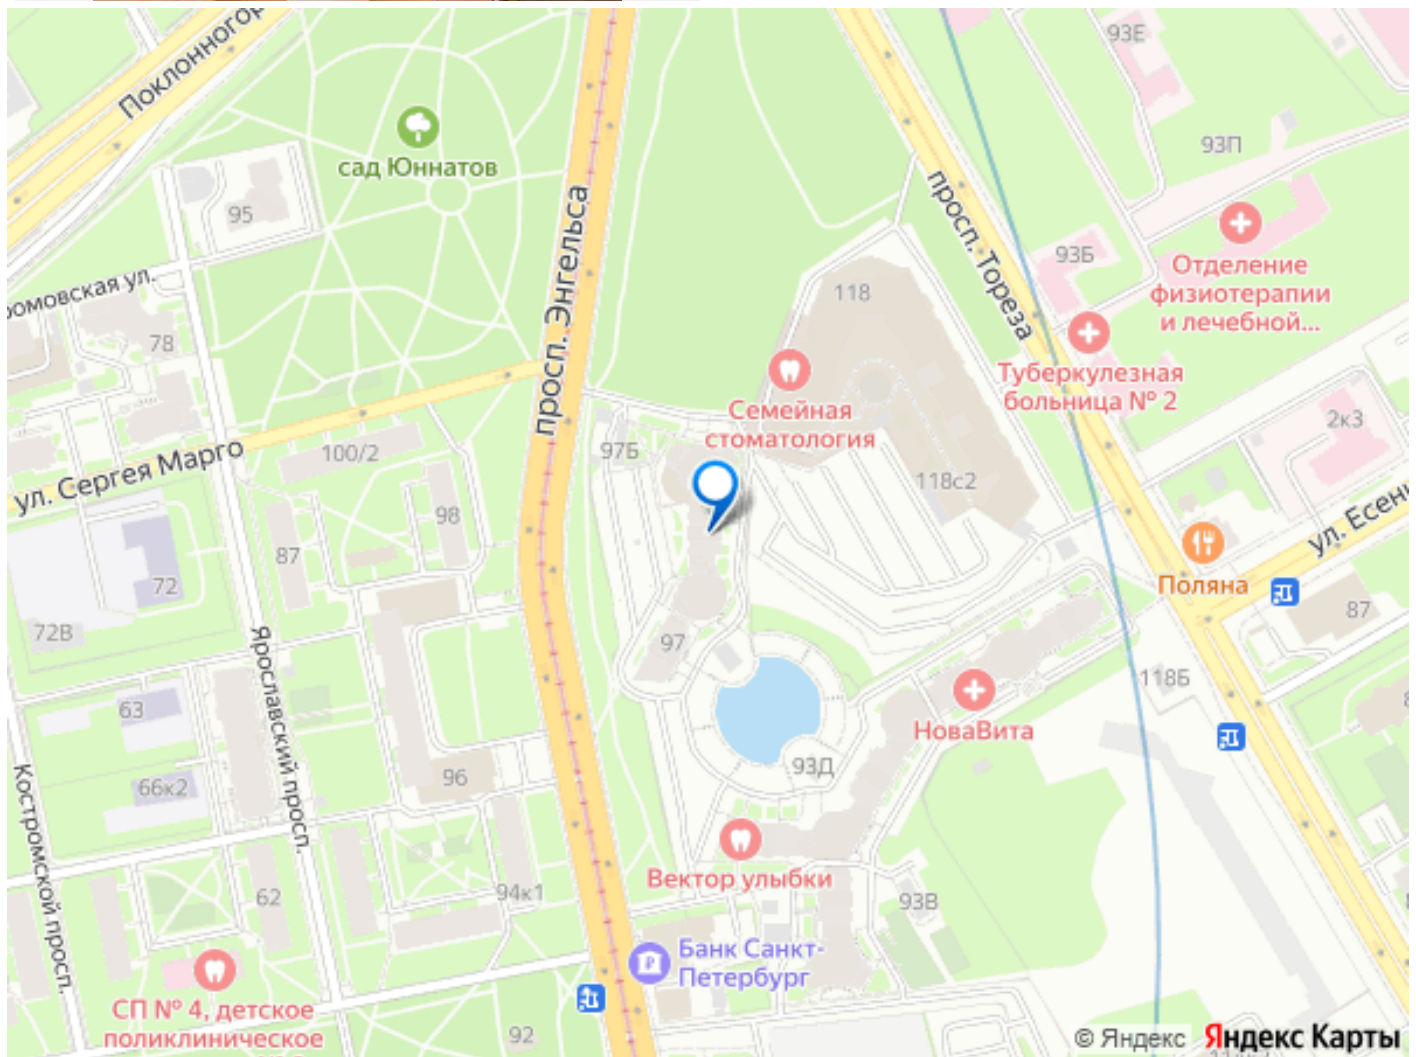 Поклонногор
93Е
93П
сад Юннатов
95
просп. Энгельса
просп. Тореза
93Б
Отделение
физиотерапии
и лечебной...
118
ромовская ул.
78
Туберкулезная
больница № 2
Семейная
стоматология
2к3
97Б
ул. Сергея Марго
100/2
118с2
98
87
ул. Есени
Поляна
72
72В
87
97
Ярославский просп.
118Б
63
НоваВита
93Д
96
66к2
Костромской просп.
Вектор улыбки
62
94к1
93В
Банк Санкт-
Петербург
СП № 4, детское
поликлиническое
92
© Яндекс
Яндекс Карты